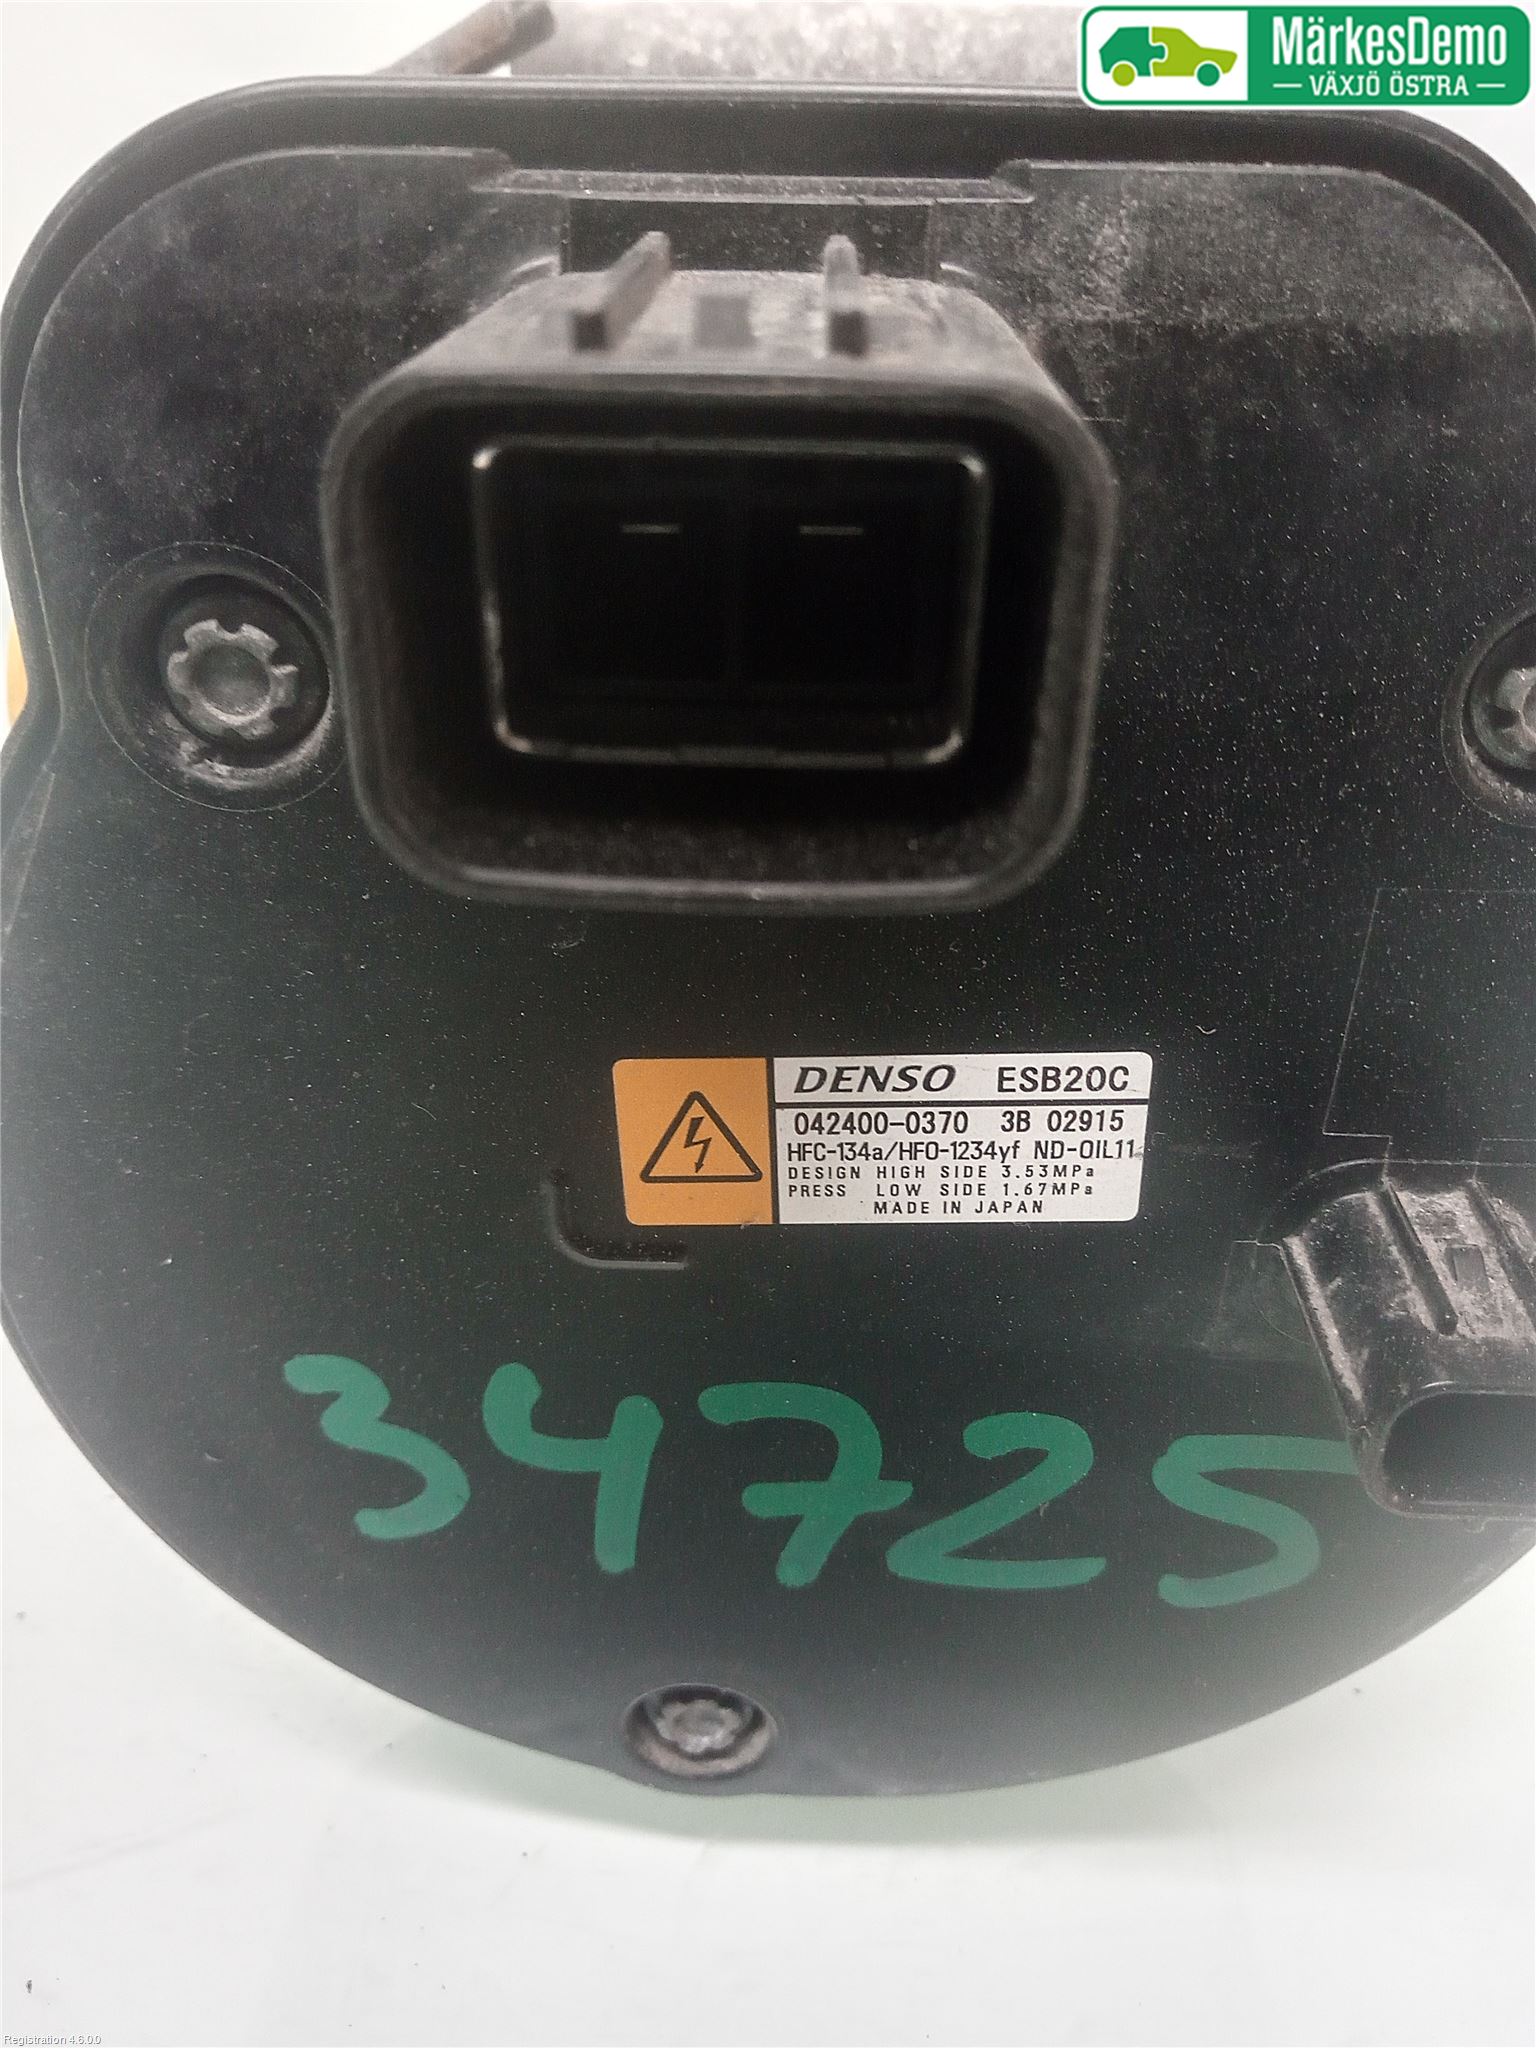 MärkesDemo
— VÄXJÖ ÖSTRA —
DENSO ESB20C
042400-0370 3B 02915
HFC-134a/HFO-1234yf ND-OIL11
DESIGN HIGH SIDE 3.53MPa
PRESS LOW SIDE 1.67MPa
MADE IN JAPAN
34725
Registration 4.6.0.0